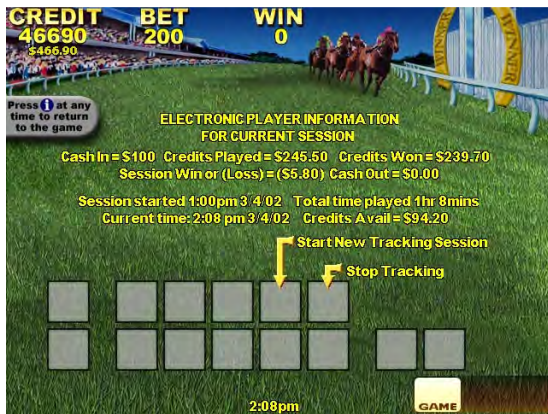 CREDIT BET WIN
46690 200 0
$466.90
WINNER WINNER
Press i at any
time to return
to the game
ELECTRONIC PLAYER INFORMATION
FOR CURRENT SESSION
Cash In = $100 Credits Played = $245.50 Credits Won = $239.70
Session Win or (Loss) = ($5.80) Cash Out = $0.00
Session started 1:00pm 3/4/02 Total time played 1hr 8mins
Current time: 2:08 pm 3/4/02 Credits Avail = $94.20
Start New Tracking Session
Stop Tracking
GAME
2:08pm